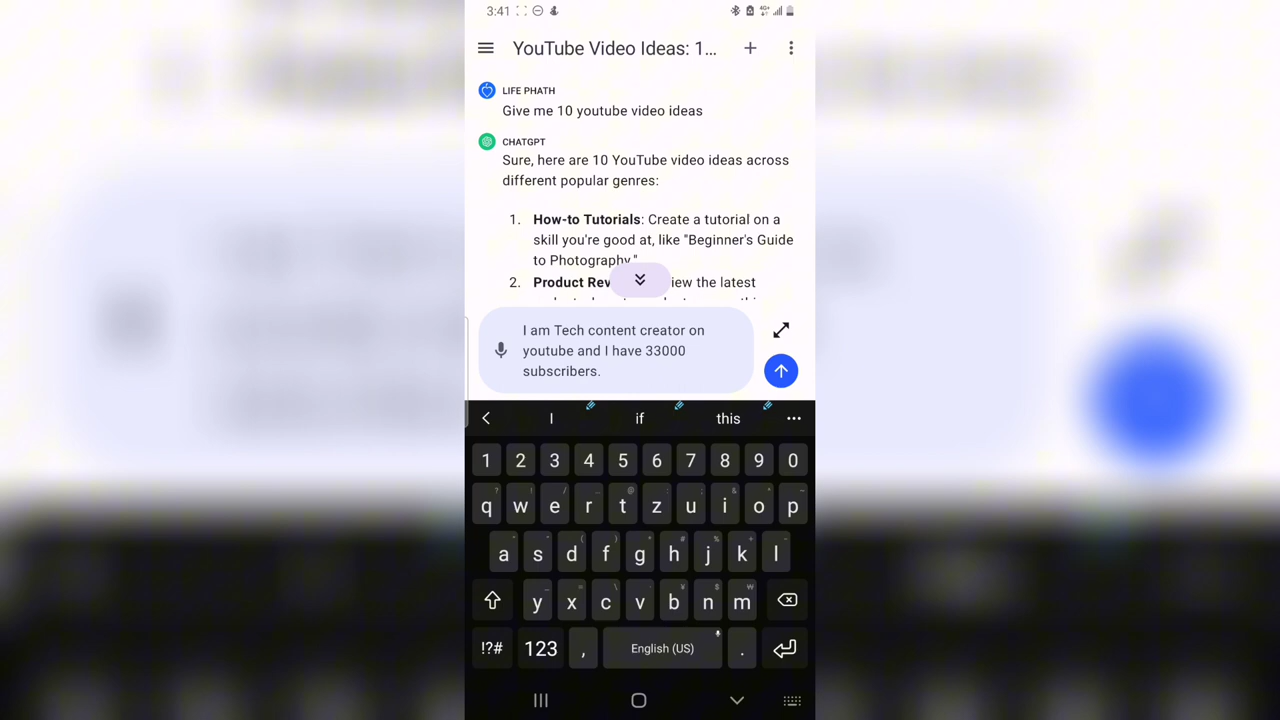 3:41
4G+
YouTube Video Ideas: 1...
LIFE PHATH
Give me 10 youtube video ideas
CHATGPT
Sure, here are 10 YouTube video ideas across
different popular genres:
1. How-to Tutorials: Create a tutorial on a
skill you're good at, like "Beginner's Guide
to Photography."
2. Product Rev iew the latest
I am Tech content creator on
youtube and I have 33000
subscribers.
I if this
1 2 3 4 5 6 7 8 9 0
q w e r t z u i o p
a s d f g h j k l
y x c v b n m
!?# 123 , English (US) .